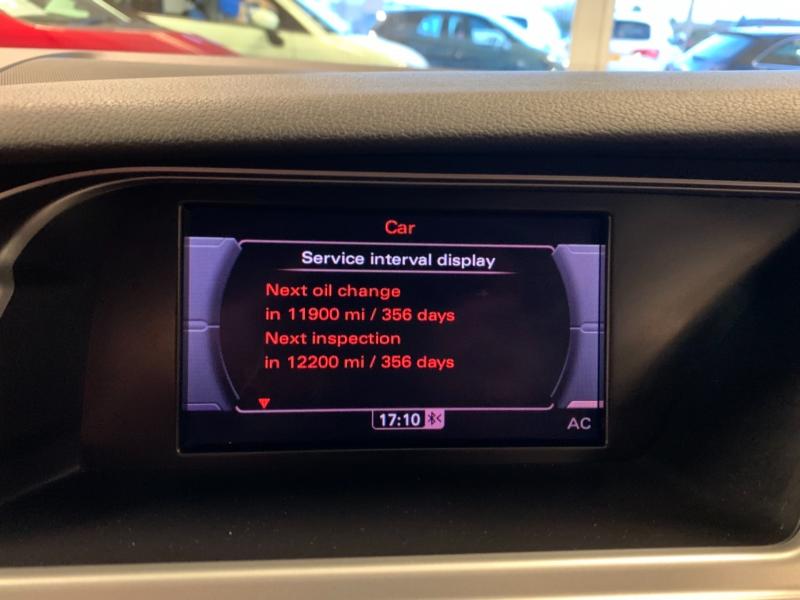 Car
Service interval display
Next oil change
in 11900 mi / 356 days
Next inspection
in 12200 mi / 356 days
17:10
AC